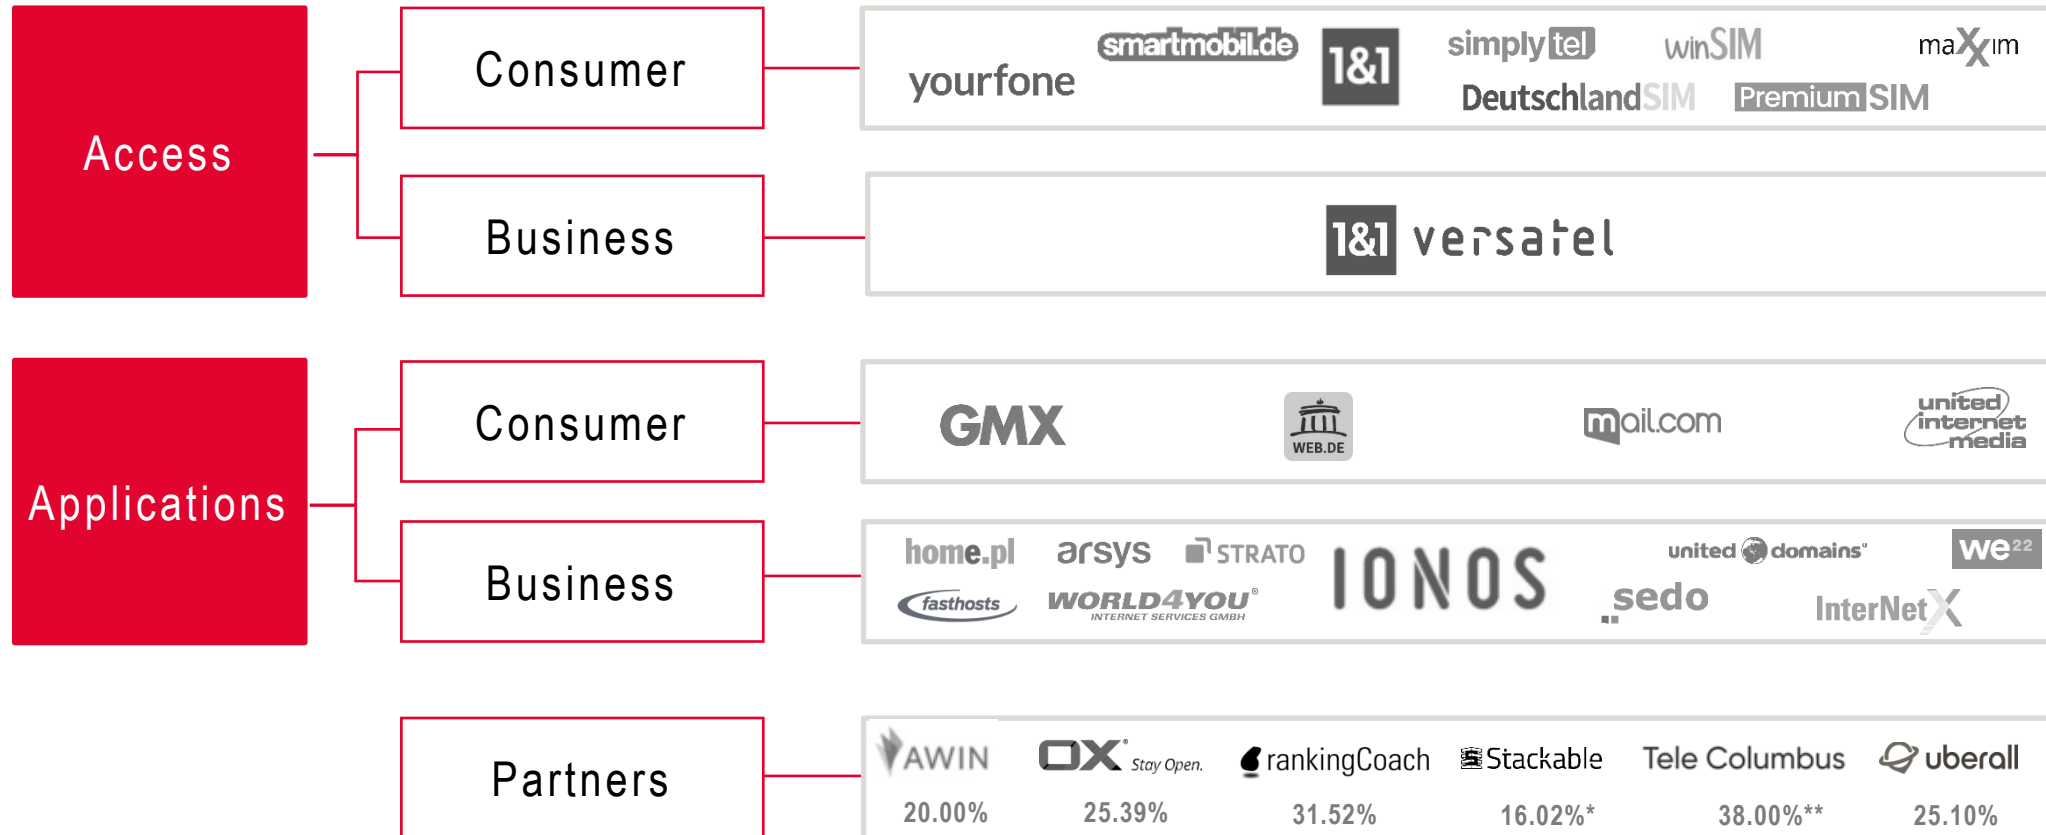 Access
Consumer
yourfone
smartmobil.de
1&1
simplytel
winSIM
maXXim
DeutschlandSIM
PremiumSIM
Business
1&1 versatel
Applications
Consumer
GMX
WEB.DE
mail.com
united
internet
media
Business
home.pl
arsys
STRATO
IONOS
united domains®
we22
fasthosts
WORLD4YOU®
INTERNET SERVICES GMBH
sedo
InterNetX
Partners
AWIN
OX® Stay Open.
rankingCoach
Stackable
Tele Columbus
uberall
20.00%
25.39%
31.52%
16.02%*
38.00%**
25.10%